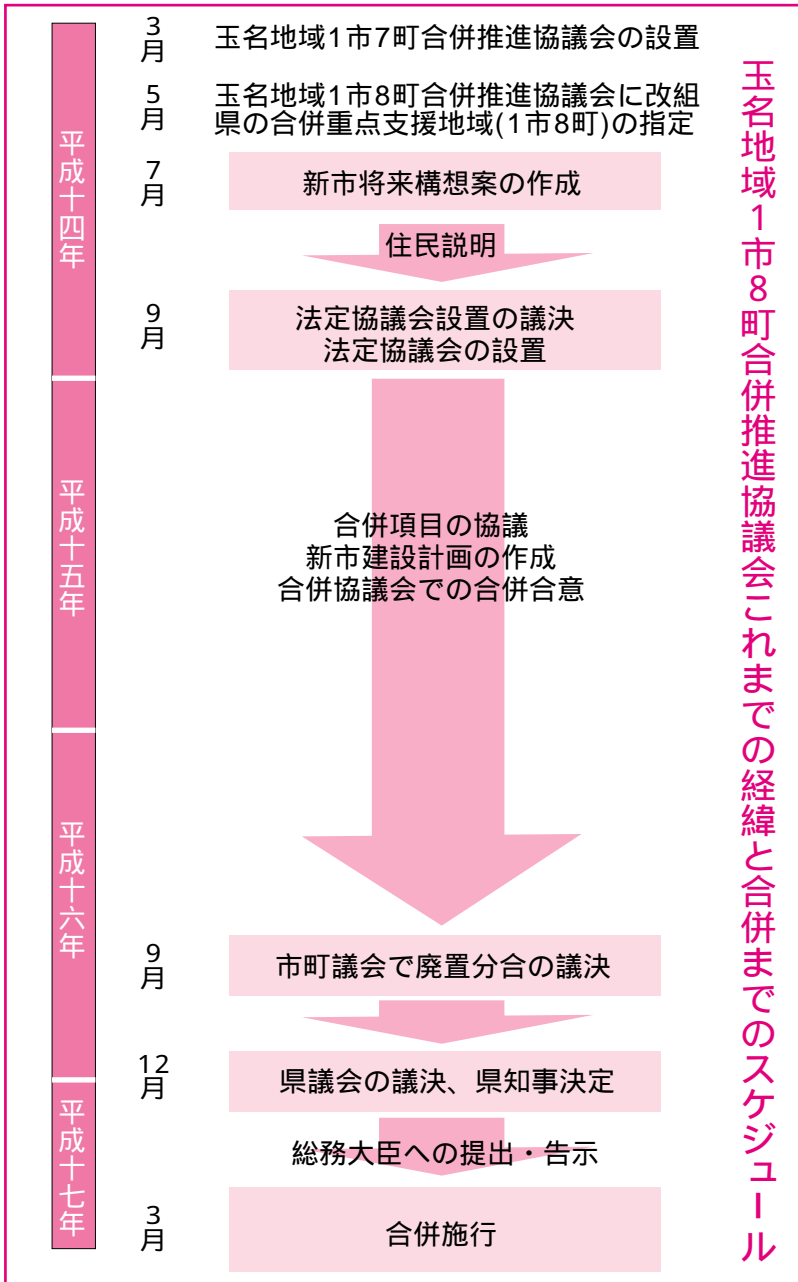 玉名地域1市8町合併推進協議会これまでの経緯と合併までのスケジュール
平成十四年
3月
玉名地域1市7町合併推進協議会の設置
5月
玉名地域1市8町合併推進協議会に改組
県の合併重点支援地域(1市8町)の指定
7月
新市将来構想案の作成
住民説明
9月
法定協議会設置の議決
法定協議会の設置
平成十五年
合併項目の協議
新市建設計画の作成
合併協議会での合併合意
平成十六年
9月
市町議会で廃置分合の議決
12月
県議会の議決、県知事決定
平成十七年
総務大臣への提出・告示
3月
合併施行